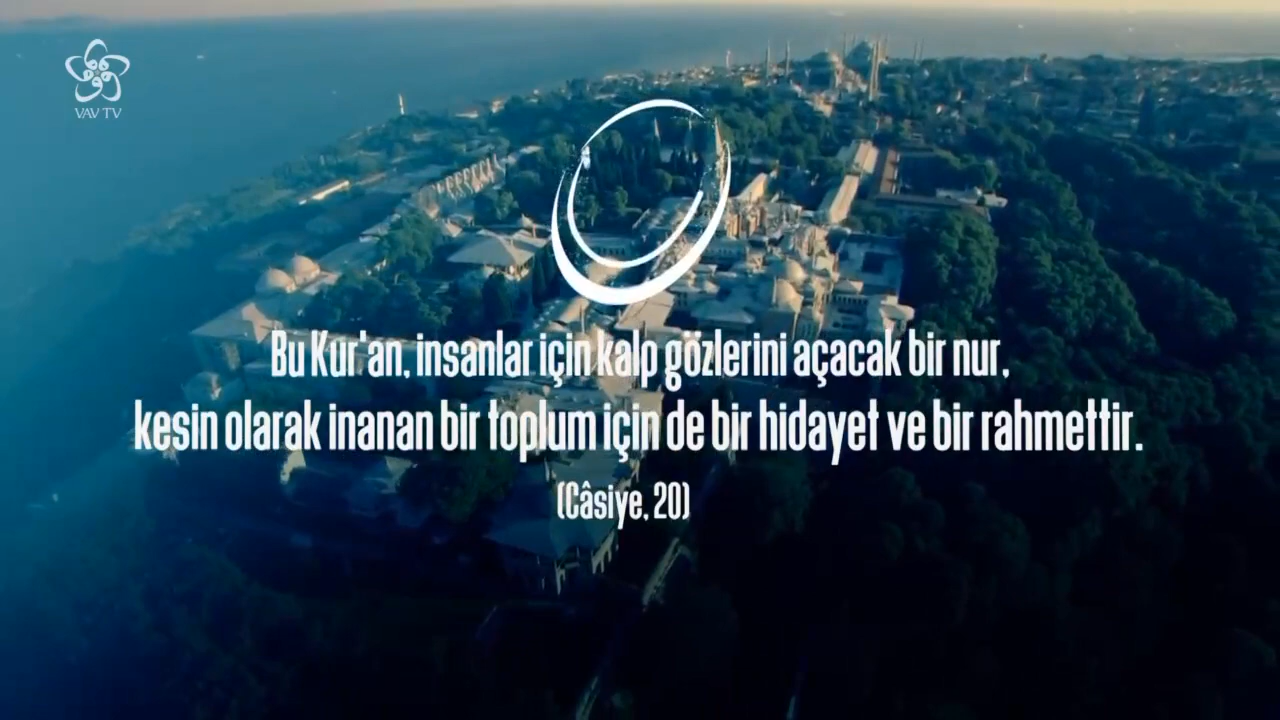 VAV TV
Bu Kur'an, insanlar için kalp gözlerini açacak bir nur,
kesin olarak inanan bir toplum için de bir hidayet ve bir rahmettir.
(Câsiye, 20)